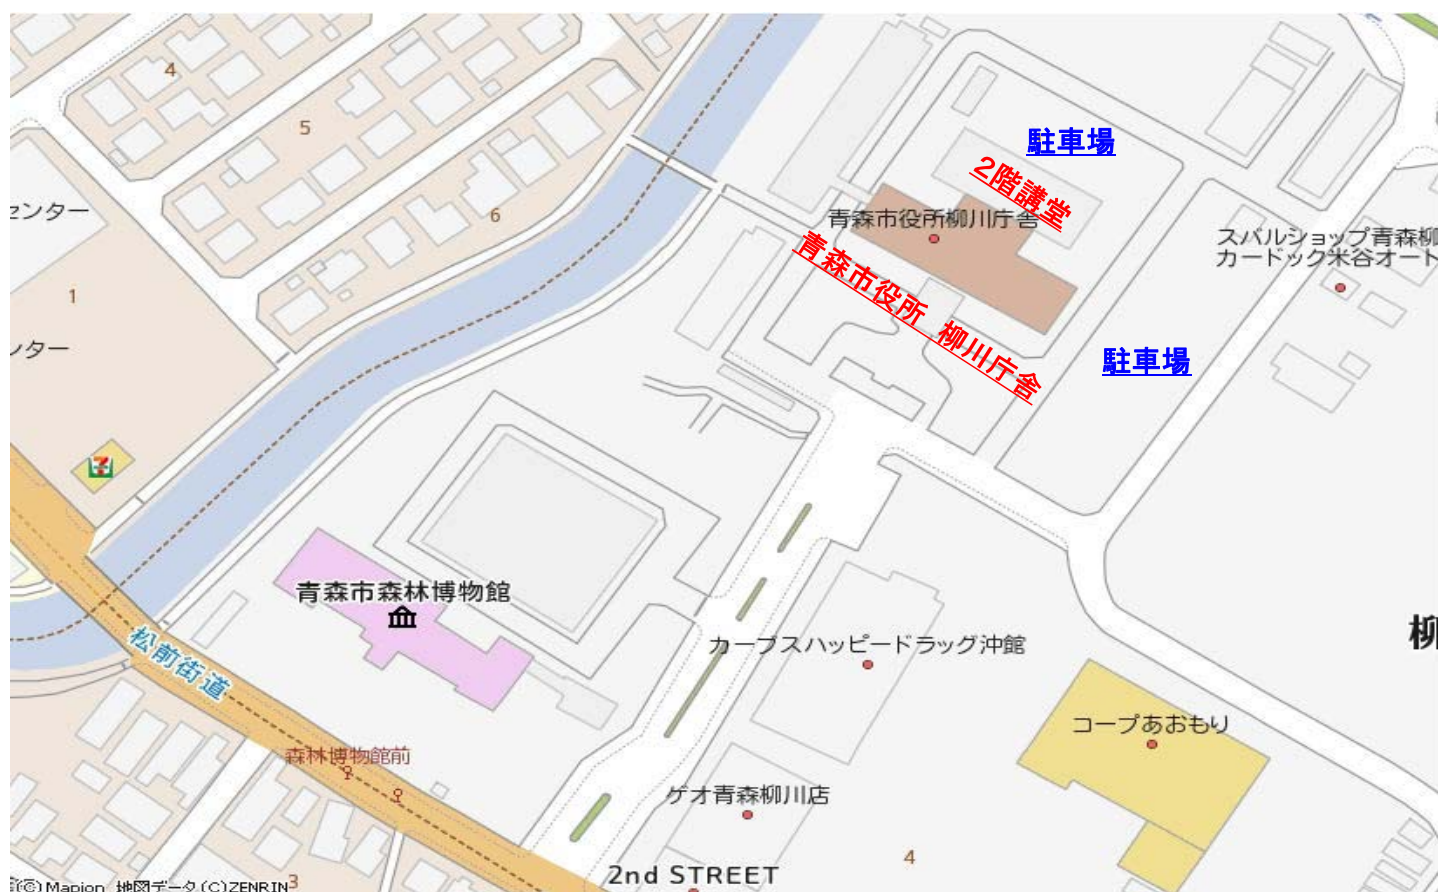 4
5
駐車場
2階講堂
センター
6
青森市役所柳川庁舎
スバルショップ青森柳
カードック米谷オート
青森市役所 柳川庁舎
1
ンター
駐車場
青森市森林博物館
松前街道
カーブスハッピードラッグ沖館
柳
コープあおもり
森林博物館前
ゲオ青森柳川店
4
2nd STREET
3
(C)Mapion 地図データ(C)ZENRIN